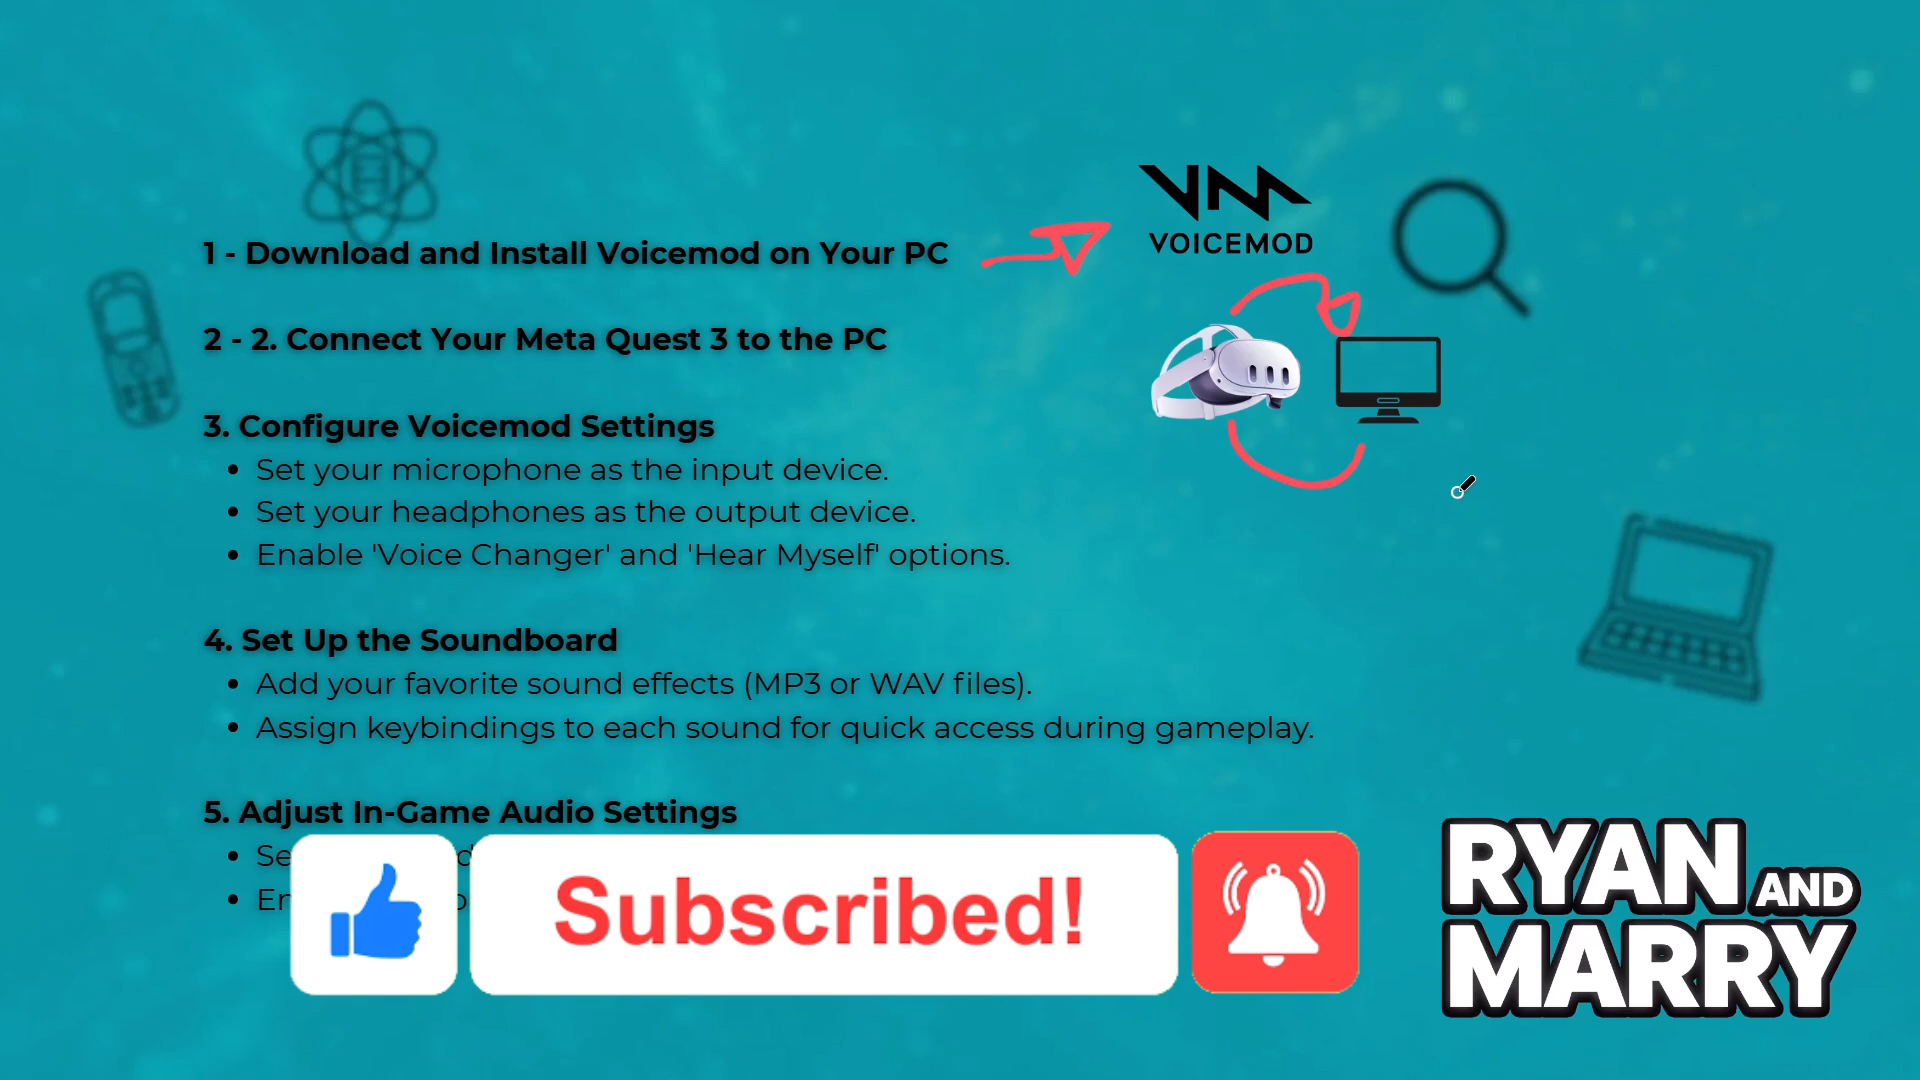 1 - Download and Install Voicemod on Your PC
VOICEMOD
2 - 2. Connect Your Meta Quest 3 to the PC
3. Configure Voicemod Settings
• Set your microphone as the input device.
• Set your headphones as the output device.
• Enable 'Voice Changer' and 'Hear Myself' options.
4. Set Up the Soundboard
• Add your favorite sound effects (MP3 or WAV files).
• Assign keybindings to each sound for quick access during gameplay.
5. Adjust In-Game Audio Settings
Subscribed!
RYAN AND
MARRY